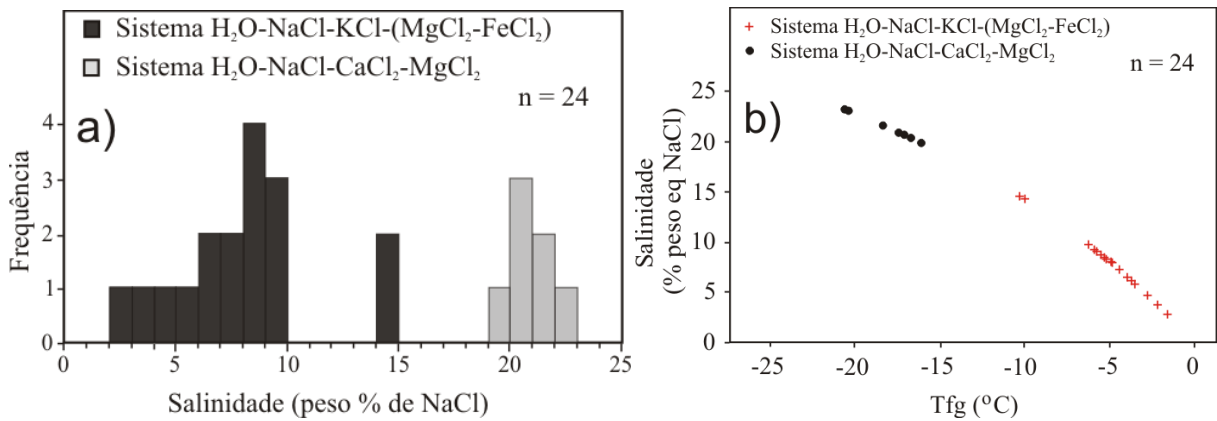 Sistema H₂O-NaCl-KCl-(MgCl₂-FeCl₂)
Sistema H₂O-NaCl-CaCl₂-MgCl₂
n = 24
a)
Frequência
4
3
2
1
0
0 5 10 15 20 25
Salinidade (peso % de NaCl)
Sistema H₂O-NaCl-KCl-(MgCl₂-FeCl₂)
Sistema H₂O-NaCl-CaCl₂-MgCl₂
n = 24
b)
Salinidade
(% peso eq NaCl)
25
20
15
10
5
0
-25 -20 -15 -10 -5 0
Tfg (°C)